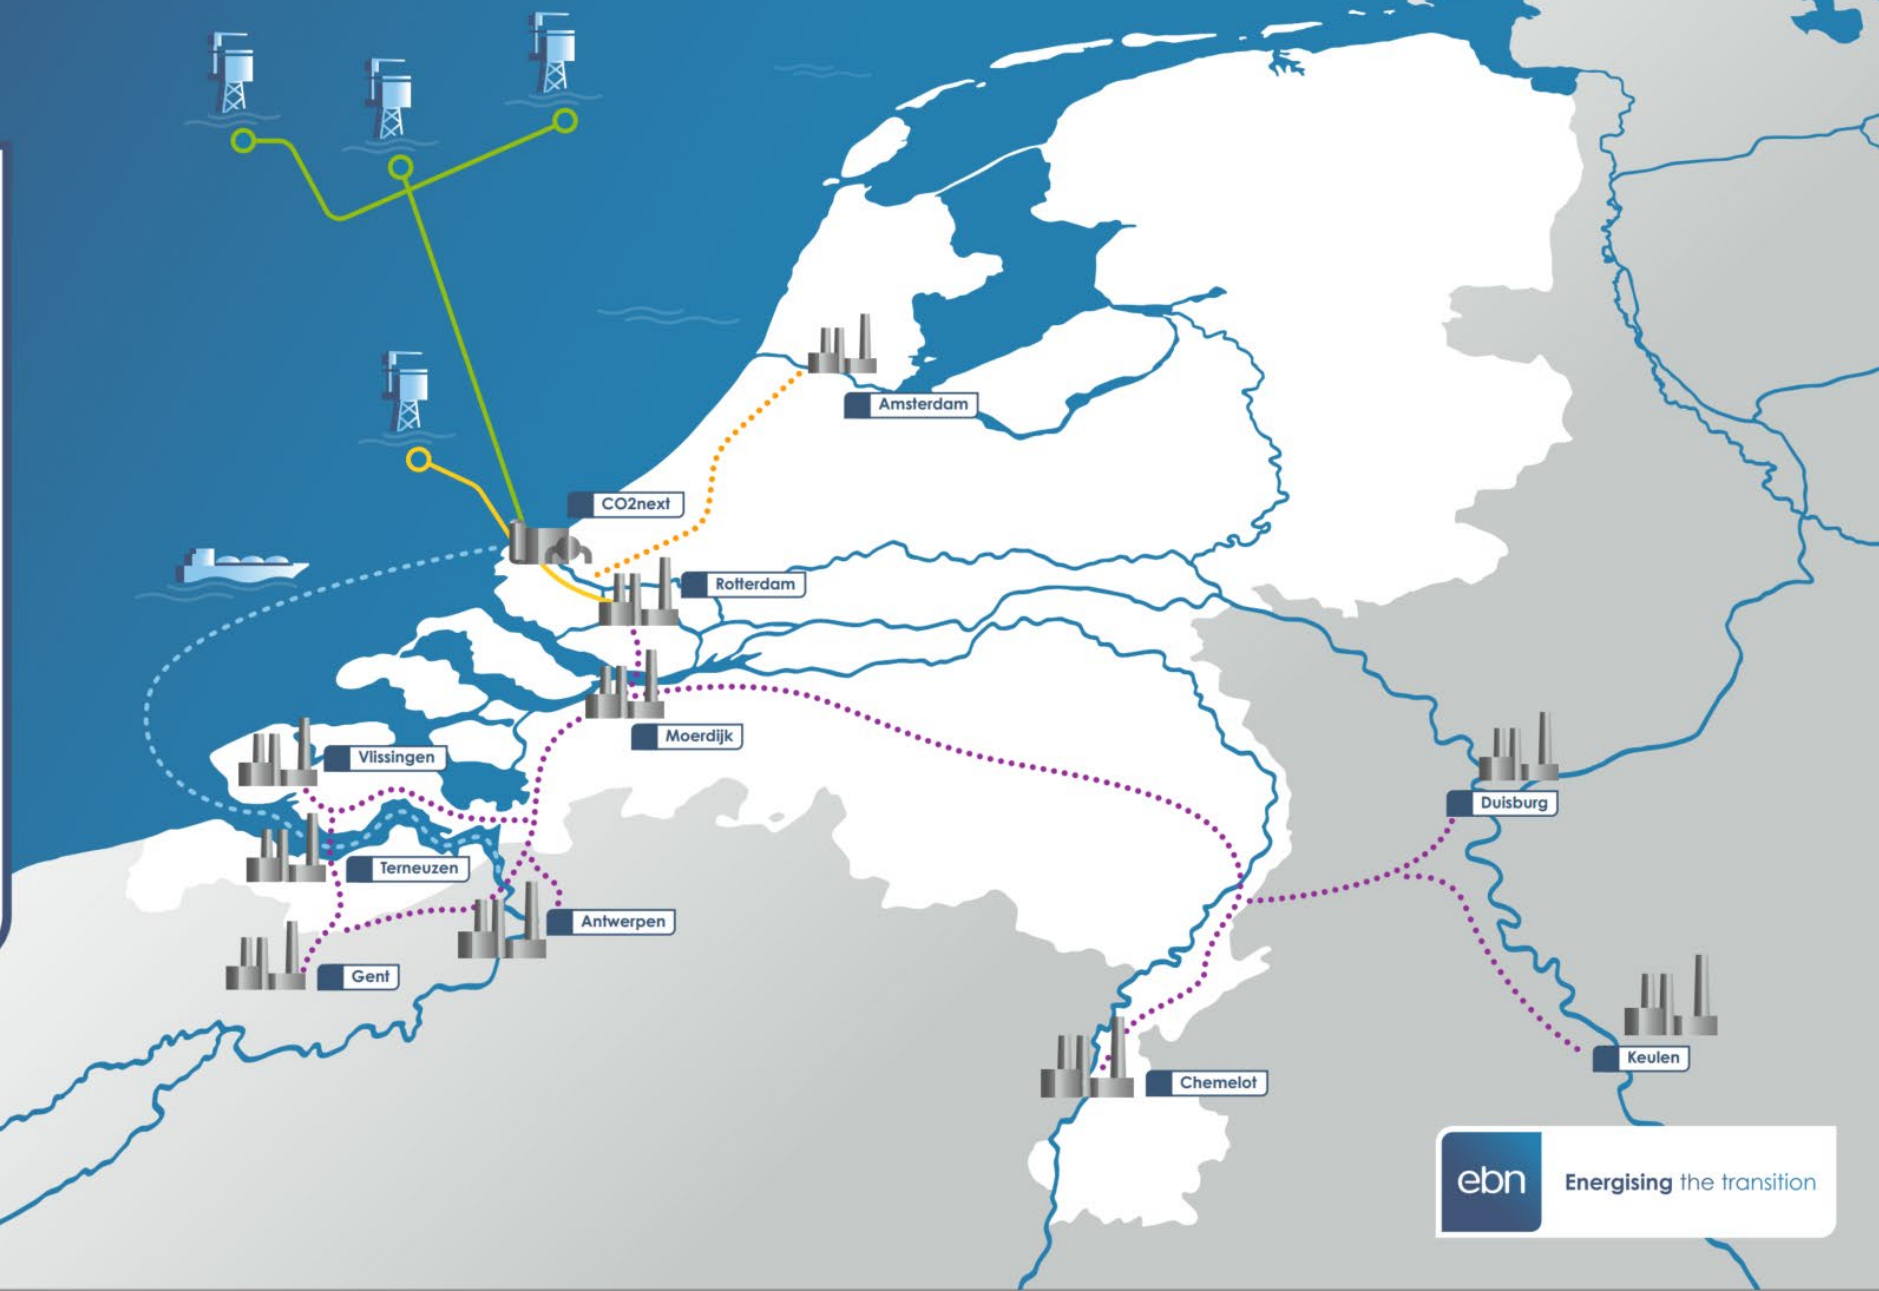 Amsterdam
CO2next
Rotterdam
Moerdijk
Vlissingen
Duisburg
Terneuzen
Antwerpen
Gent
Keulen
Chemelot
ebn Energising the transition